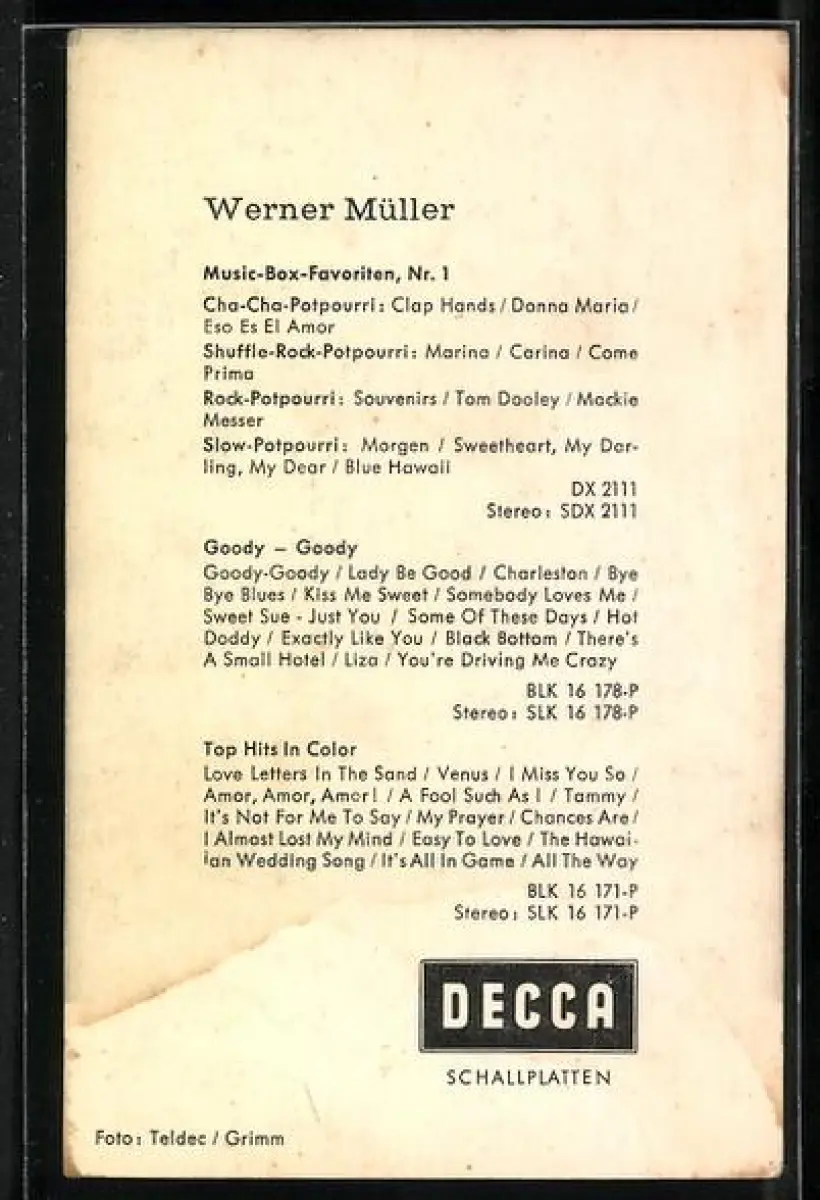 Werner Müller
Music-Box-Favoriten, Nr. 1
Cha-Cha-Potpourri: Clap Hands / Donna Maria /
Eso Es El Amor
Shuffle-Rock-Potpourri: Marina / Carina / Come
Prima
Rock-Potpourri: Souvenirs / Tom Dooley / Mackie
Messer
Slow-Potpourri: Morgen / Sweetheart, My Dar-
ling, My Dear / Blue Hawaii
DX 2111
Stereo: SDX 2111
Goody – Goody
Goody-Goody / Lady Be Good / Charleston / Bye
Bye Blues / Kiss Me Sweet / Somebody Loves Me /
Sweet Sue - Just You / Some Of These Days / Hot
Daddy / Exactly Like You / Black Bottom / There's
A Small Hotel / Liza / You're Driving Me Crazy
BLK 16 178-P
Stereo: SLK 16 178-P
Top Hits In Color
Love Letters In The Sand / Venus / I Miss You So /
Amor, Amor, Amor! / A Fool Such As I / Tammy /
It's Not For Me To Say / My Prayer / Chances Are /
I Almost Lost My Mind / Easy To Love / The Hawai-
ian Wedding Song / It's All In Game / All The Way
BLK 16 171-P
Stereo: SLK 16 171-P
DECCA
SCHALLPLATTEN
Foto: Teldec / Grimm